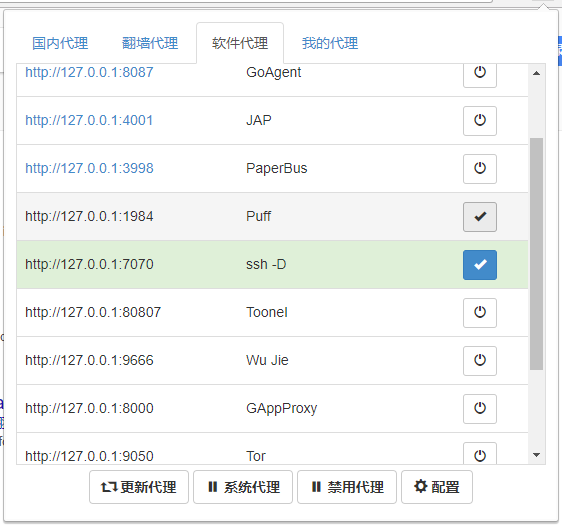 国内代理 翻墙代理 软件代理 我的代理
http://127.0.0.1:8087 GoAgent
http://127.0.0.1:4001 JAP
http://127.0.0.1:3998 PaperBus
http://127.0.0.1:1984 Puff
http://127.0.0.1:7070 ssh -D
http://127.0.0.1:80807 Toonel
http://127.0.0.1:9666 Wu Jie
http://127.0.0.1:8000 GAppProxy
http://127.0.0.1:9050 Tor
更新代理 系统代理 禁用代理 配置